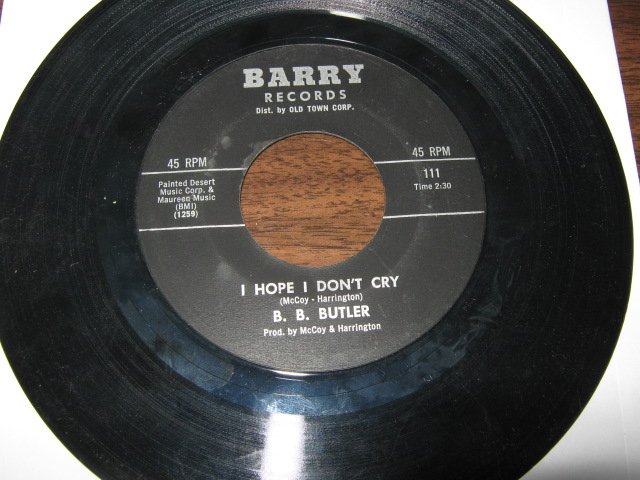 BARRY
RECORDS
Dist. by OLD TOWN CORP.
45 RPM
45 RPM
Painted Desert
Music Corp. &
Maureen Music
(BMI)
(1259)
111
Time 2:30
I HOPE I DON'T CRY
(McCoy - Harrington)
B. B. BUTLER
Prod. by McCoy & Harrington